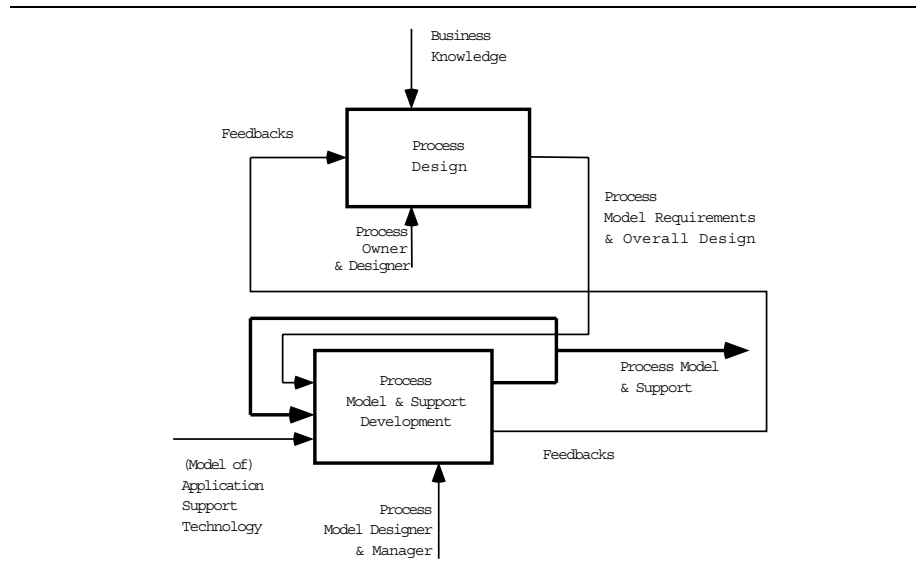 Business
Knowledge
Feedbacks
Process
Design
Process
Model Requirements
& Overall Design
Process
Owner
& Designer
Process
Model & Support
Development
Process Model
& Support
Feedbacks
(Model of)
Application
Support
Technology
Process
Model Designer
& Manager